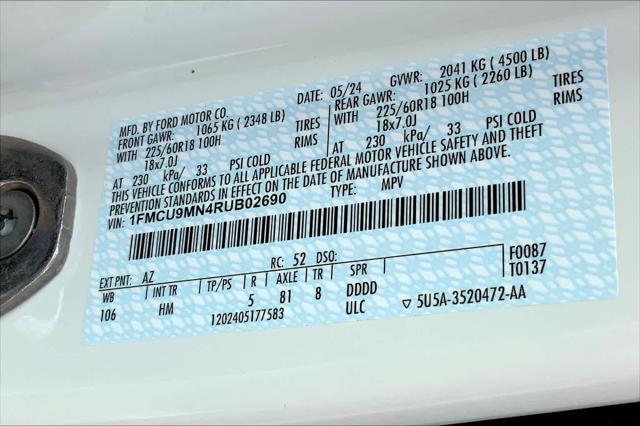 MFD. BY FORD MOTOR CO. DATE: 05/24 GVWR: 2041 KG ( 4500 LB)
FRONT GAWR: 1065 KG ( 2348 LB) REAR GAWR: 1025 KG ( 2260 LB)
WITH 225/60R18 100H TIRES WITH 225/60R18 100H TIRES
18x7.0J RIMS 18x7.0J RIMS
AT 230 kPa/ 33 PSI COLD AT 230 kPa/ 33 PSI COLD
THIS VEHICLE CONFORMS TO ALL APPLICABLE FEDERAL MOTOR VEHICLE SAFETY AND THEFT
PREVENTION STANDARDS IN EFFECT ON THE DATE OF MANUFACTURE SHOWN ABOVE.
VIN: 1FMCU9MN4RUB02690 TYPE: MPV
EXT PNT: AZ RC: 52 DSO: F0087
WB INT TR TP/PS R AXLE TR SPR T0137
106 HM 5 81 8 DDDD
1202405177583 ULC ▽ 5U5A-3520472-AA